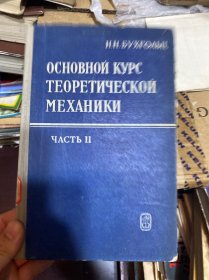 Н.Н.БУХГОЛЬЦ
ОСНОВНОЙ КУРС
ТЕОРЕТИЧЕСКОЙ
МЕХАНИКИ
ЧАСТЬ II